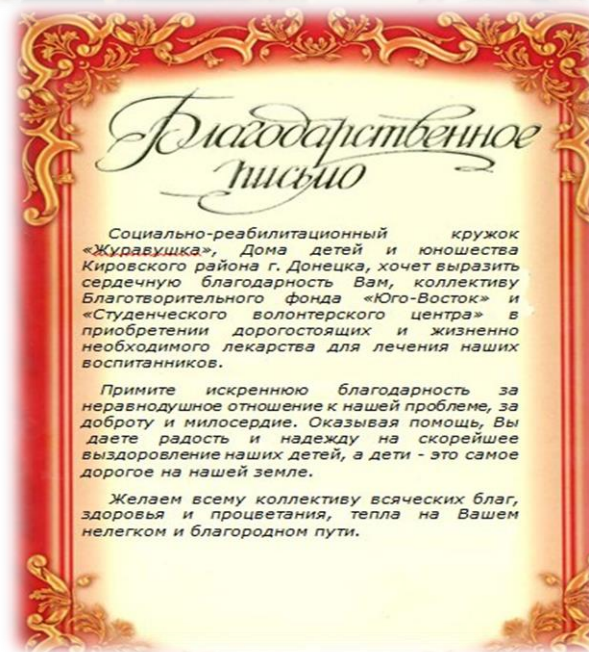 Благодарственное
письмо
Социально-реабилитационный кружок
«Журавушка», Дома детей и юношества
Кировского района г. Донецка, хочет выразить
сердечную благодарность Вам, коллективу
Благотворительного фонда «Юго-Восток» и
«Студенческого волонтерского центра» в
приобретении дорогостоящих и жизненно
необходимого лекарства для лечения наших
воспитанников.
Примите искреннюю благодарность за
неравнодушное отношение к нашей проблеме, за
доброту и милосердие. Оказывая помощь, Вы
даете радость и надежду на скорейшее
выздоровление наших детей, а дети - это самое
дорогое на нашей земле.
Желаем всему коллективу всяческих благ,
здоровья и процветания, тепла на Вашем
нелегком и благородном пути.